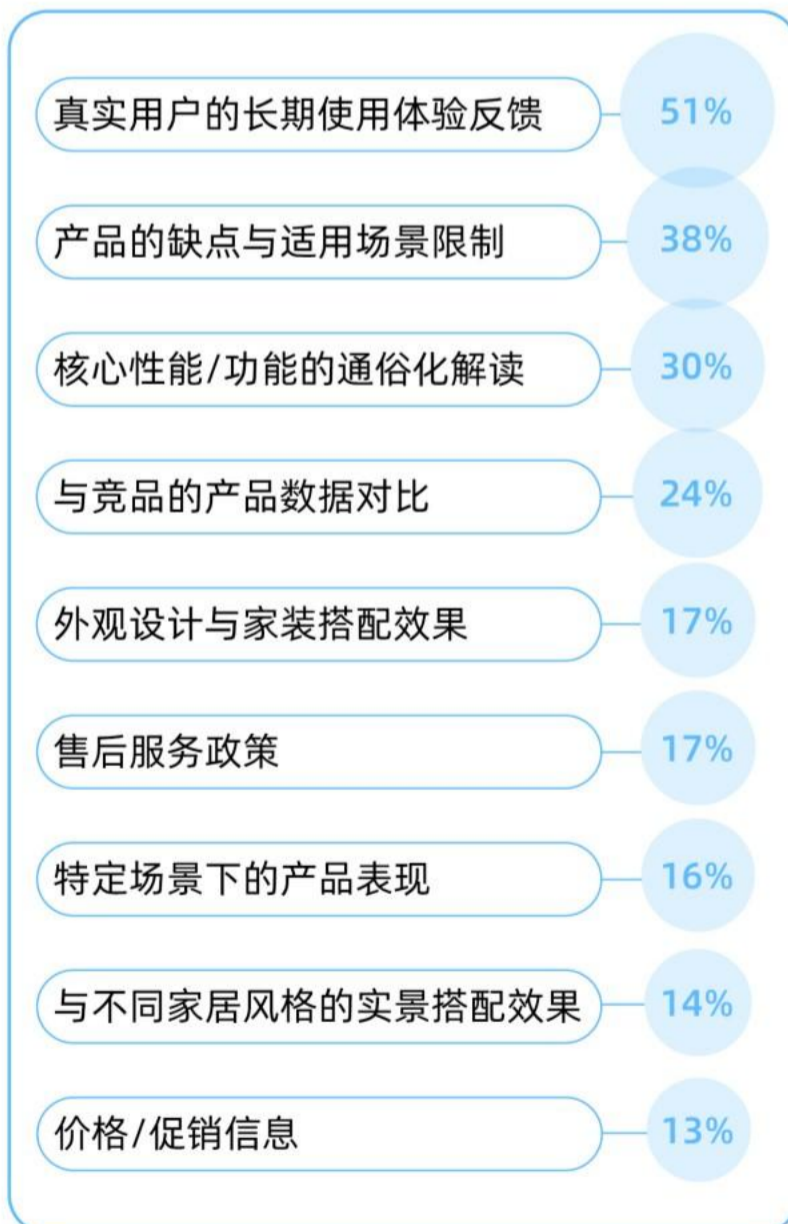 真实用户的长期使用体验反馈 51%
产品的缺点与适用场景限制 38%
核心性能/功能的通俗化解读 30%
与竞品的产品数据对比 24%
外观设计与家装搭配效果 17%
售后服务政策 17%
特定场景下的产品表现 16%
与不同家居风格的实景搭配效果 14%
价格/促销信息 13%